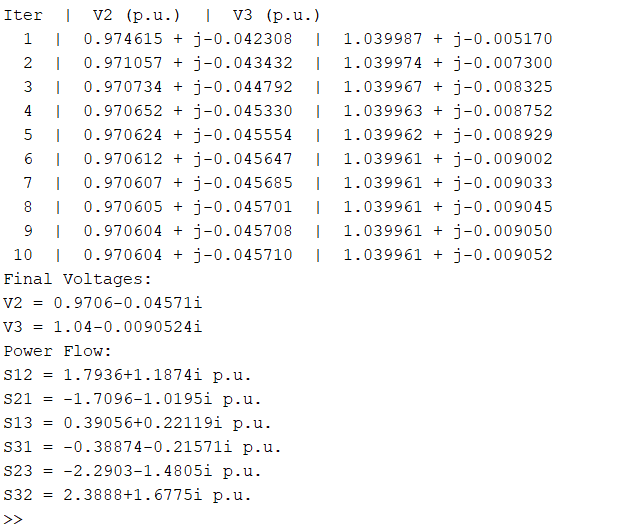 Iter  |  V2 (p.u.)  |  V3 (p.u.)
  1  |  0.974615 + j-0.042308  |  1.039987 + j-0.005170
  2  |  0.971057 + j-0.043432  |  1.039974 + j-0.007300
  3  |  0.970734 + j-0.044792  |  1.039967 + j-0.008325
  4  |  0.970652 + j-0.045330  |  1.039963 + j-0.008752
  5  |  0.970624 + j-0.045554  |  1.039962 + j-0.008929
  6  |  0.970612 + j-0.045647  |  1.039961 + j-0.009002
  7  |  0.970607 + j-0.045685  |  1.039961 + j-0.009033
  8  |  0.970605 + j-0.045701  |  1.039961 + j-0.009045
  9  |  0.970604 + j-0.045708  |  1.039961 + j-0.009050
 10  |  0.970604 + j-0.045710  |  1.039961 + j-0.009052
Final Voltages:
V2 = 0.9706-0.04571i
V3 = 1.04-0.0090524i
Power Flow:
S12 = 1.7936+1.1874i p.u.
S21 = -1.7096-1.0195i p.u.
S13 = 0.39056+0.22119i p.u.
S31 = -0.38874-0.21571i p.u.
S23 = -2.2903-1.4805i p.u.
S32 = 2.3888+1.6775i p.u.
>>